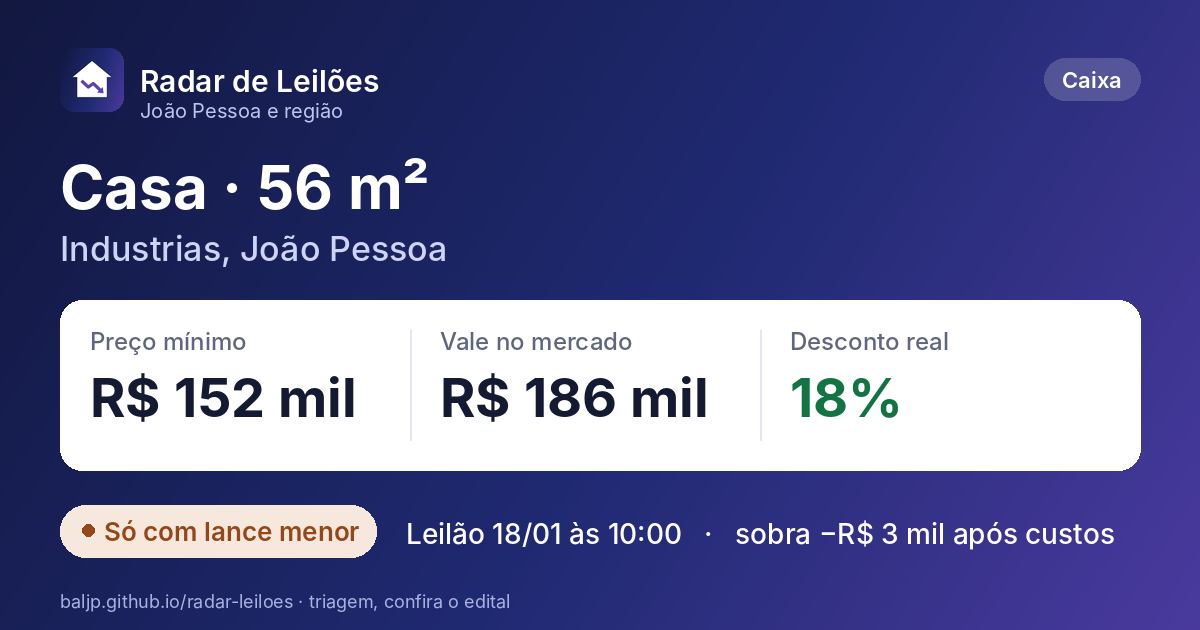 Radar de Leilões
João Pessoa e região
Caixa
Casa · 56 m²
Industrias, João Pessoa
Preço mínimo
R$ 152 mil
Vale no mercado
R$ 186 mil
Desconto real
18%
Só com lance menor
Leilão 18/01 às 10:00 · sobra −R$ 3 mil após custos
baljp.github.io/radar-leiloes · triagem, confira o edital